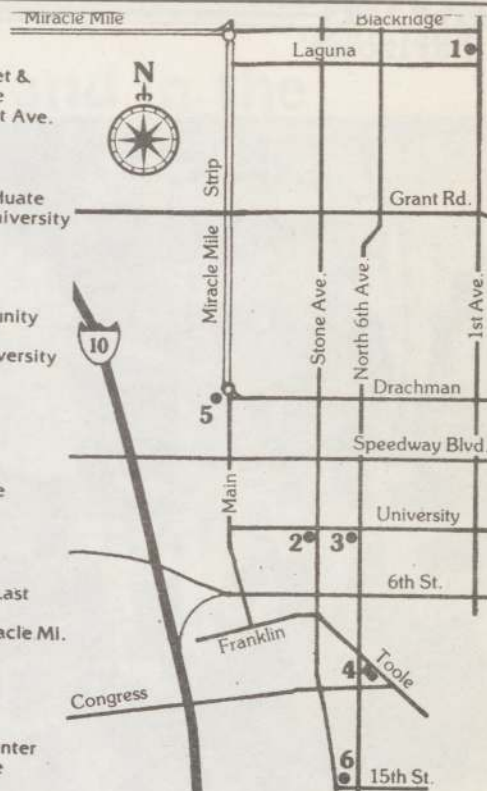 Miracle Mile
Blackridge
Laguna
1
et &
e
t Ave.
N
Strip
duate
niversity
Grant Rd.
Miracle Mile
Stone Ave.
North 6th Ave.
1st Ave.
unity
versity
10
Drachman
5
Speedway Blvd.
e
Main
University
2
3
ast
6th St.
acle Mi.
Franklin
Toole
4
Congress
nter
e
6
15th St.